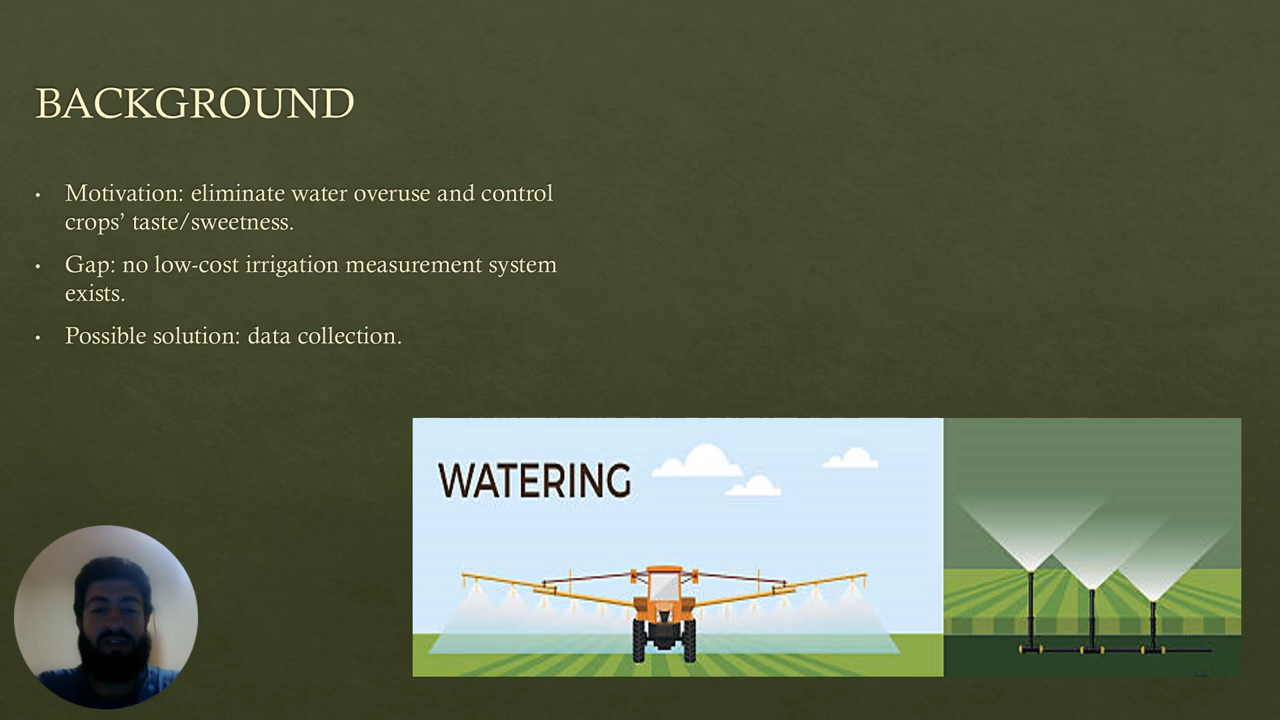 BACKGROUND
• Motivation: eliminate water overuse and control
crops’ taste/sweetness.
• Gap: no low-cost irrigation measurement system
exists.
• Possible solution: data collection.
WATERING